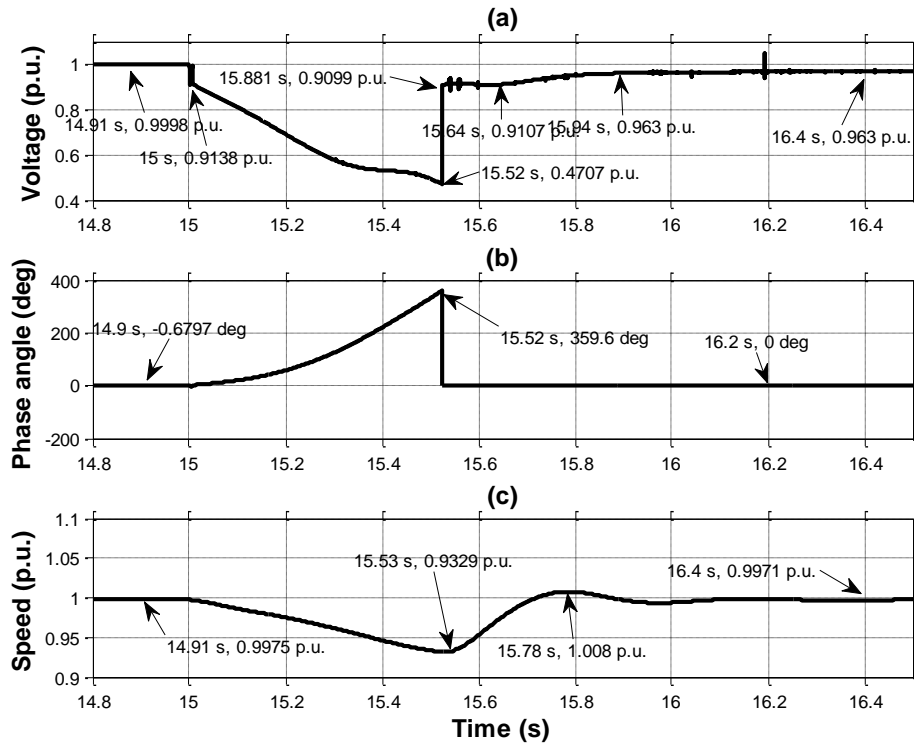 (a)
Voltage (p.u.)
1
0.8
0.6
0.4
15.881 s, 0.9099 p.u.
14.91 s, 0.9998 p.u.
15 s, 0.9138 p.u.
15.64 s, 0.9107 p.u.
15.94 s, 0.963 p.u.
16.4 s, 0.963 p.u.
15.52 s, 0.4707 p.u.
14.8 15 15.2 15.4 15.6 15.8 16 16.2 16.4
(b)
Phase angle (deg)
400
200
0
-200
14.9 s, -0.6797 deg
15.52 s, 359.6 deg
16.2 s, 0 deg
14.8 15 15.2 15.4 15.6 15.8 16 16.2 16.4
(c)
Speed (p.u.)
1.1
1.05
1
0.95
0.9
15.53 s, 0.9329 p.u.
16.4 s, 0.9971 p.u.
14.91 s, 0.9975 p.u.
15.78 s, 1.008 p.u.
14.8 15 15.2 15.4 15.6 15.8 16 16.2 16.4
Time (s)